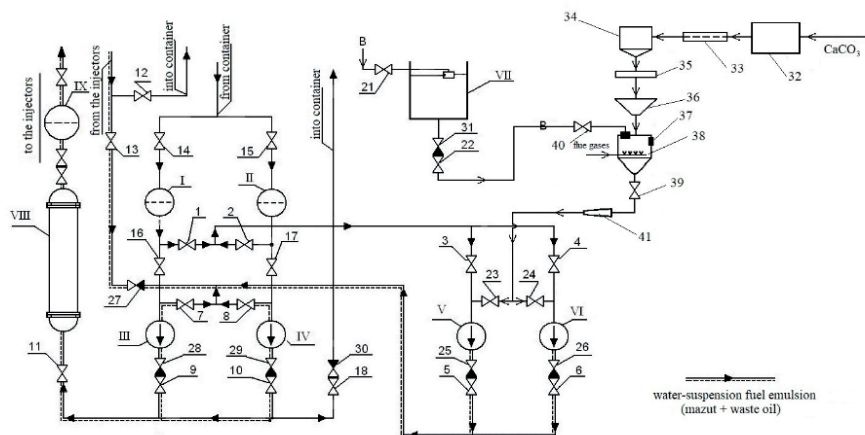 34
B
33
32
CaCO3
35
36
37
38
39
40
flue gases
41
B
21
VII
31
22
IX
to the injectors
from the injectors
12
into container
from container
into container
13
14
15
I
II
VIII
16
1
2
17
27
7
8
III
IV
11
28
9
29
10
30
18
3
4
23
24
V
VI
25
5
26
6
water-suspension fuel emulsion
(mazut + waste oil)